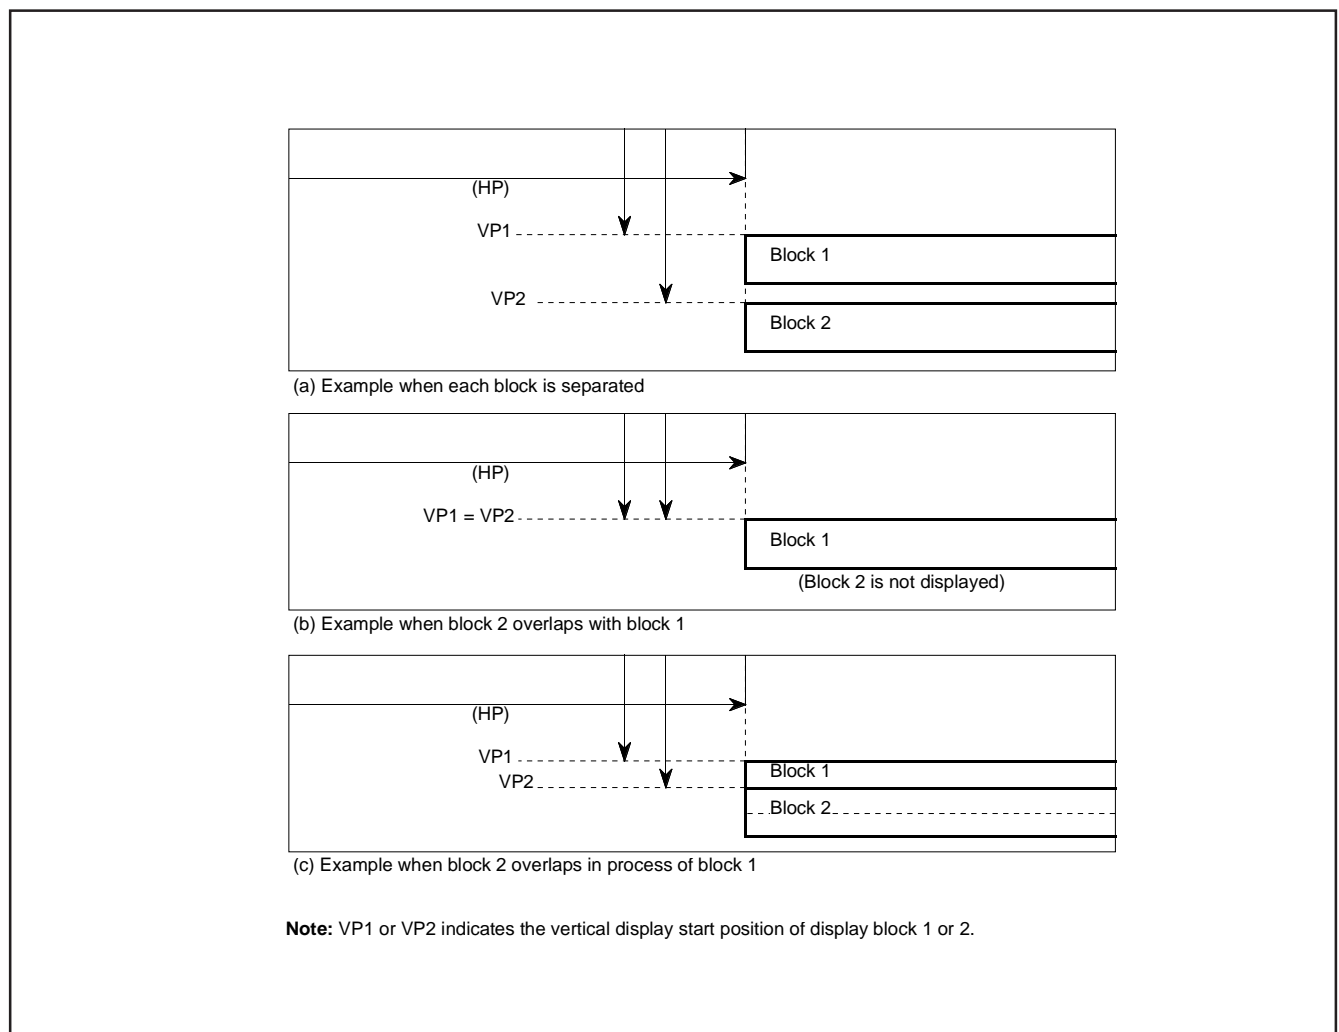 (HP)
VP1
Block 1
VP2
Block 2
(a) Example when each block is separated
(HP)
VP1 = VP2
Block 1
(Block 2 is not displayed)
(b) Example when block 2 overlaps with block 1
(HP)
VP1
Block 1
VP2
Block 2
(c) Example when block 2 overlaps in process of block 1
Note: VP1 or VP2 indicates the vertical display start position of display block 1 or 2.